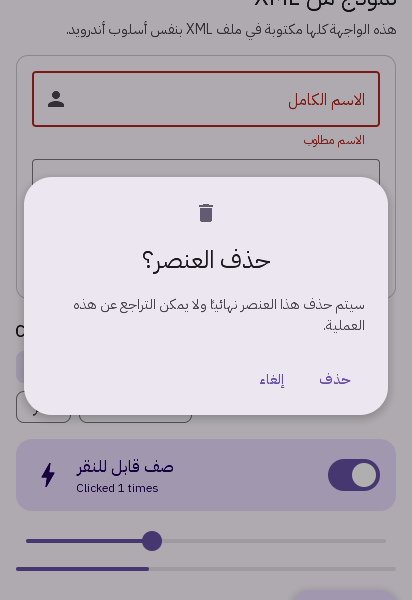 نموذج من XML
هذه الواجهة كلها مكتوبة في ملف XML بنفس أسلوب أندرويد.
الاسم الكامل
الاسم مطلوب
حذف العنصر؟
سيتم حذف هذا العنصر نهائيًا ولا يمكن التراجع عن هذه
العملية.
حذف
إلغاء
صف قابل للنقر
Clicked 1 times